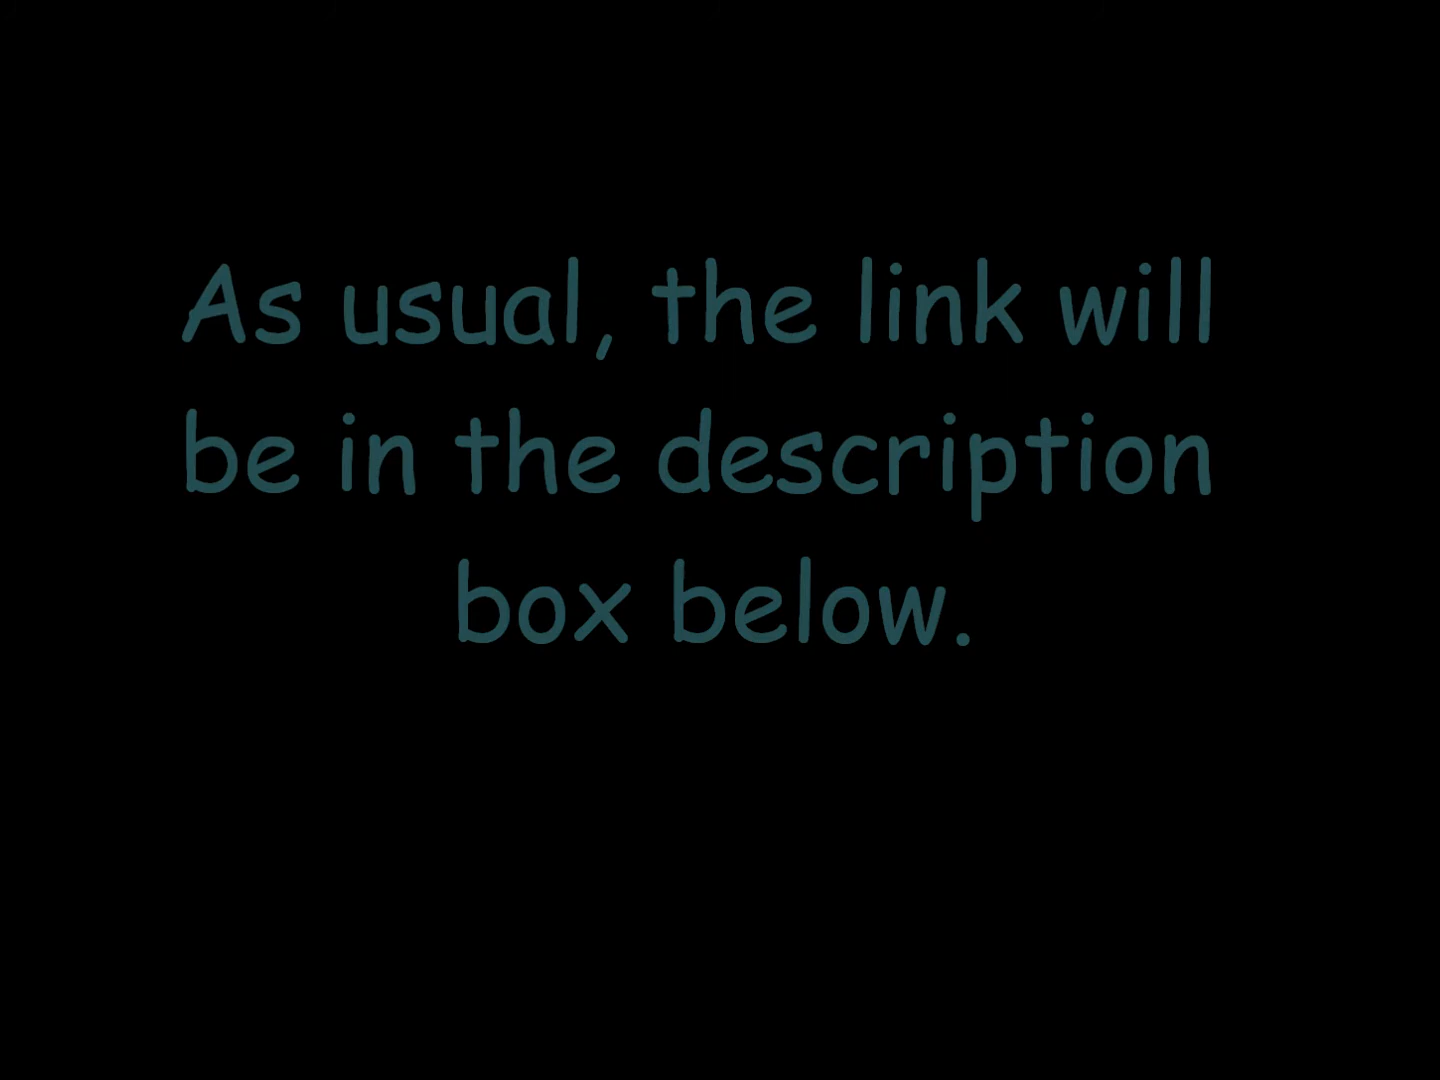 As usual, the link will
be in the description
box below.